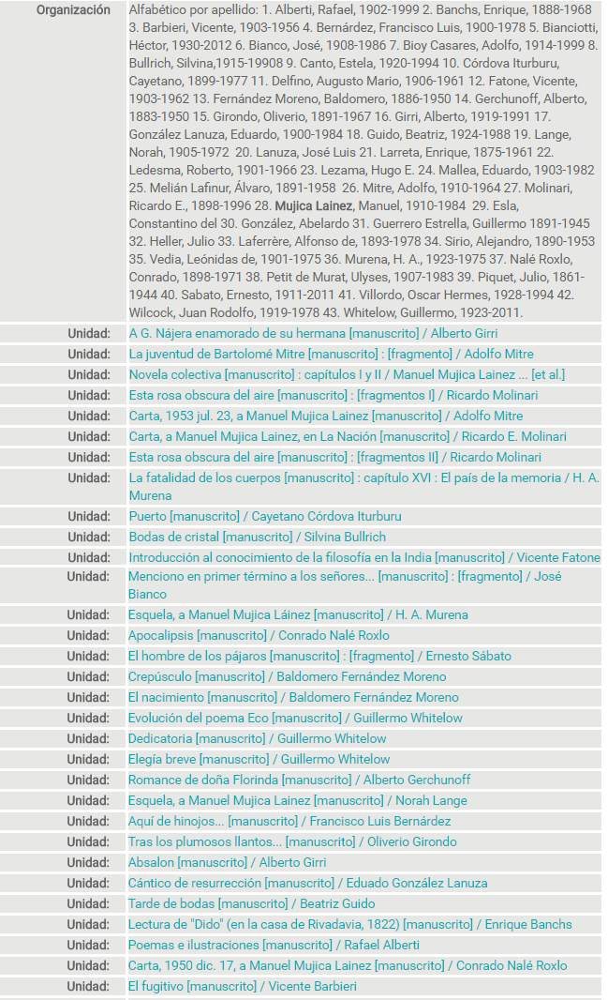 Organización
Alfabético por apellido: 1. Alberti, Rafael, 1902-1999 2. Banchs, Enrique, 1888-1968
3. Barbieri, Vicente, 1903-1956 4. Bernárdez, Francisco Luis, 1900-1978 5. Bianciotti,
Héctor, 1930-2012 6. Bianco, José, 1908-1986 7. Bioy Casares, Adolfo, 1914-1999 8.
Bullrich, Silvina,1915-19908 9. Canto, Estela, 1920-1994 10. Córdova Iturburu,
Cayetano, 1899-1977 11. Delfino, Augusto Mario, 1906-1961 12. Fatone, Vicente,
1903-1962 13. Fernández Moreno, Baldomero, 1886-1950 14. Gerchunoff, Alberto,
1883-1950 15. Girondo, Oliverio, 1891-1967 16. Girri, Alberto, 1919-1991 17.
González Lanuza, Eduardo, 1900-1984 18. Guido, Beatriz, 1924-1988 19. Lange,
Norah, 1905-1972 20. Lanuza, José Luis 21. Larreta, Enrique, 1875-1961 22.
Ledesma, Roberto, 1901-1966 23. Lezama, Hugo E. 24. Mallea, Eduardo, 1903-1982
25. Melián Lafinur, Álvaro, 1891-1958 26. Mitre, Adolfo, 1910-1964 27. Molinari,
Ricardo E., 1898-1996 28. Mujica Lainez, Manuel, 1910-1984 29. Esla,
Constantino del 30. González, Abelardo 31. Guerrero Estrella, Guillermo 1891-1945
32. Heller, Julio 33. Laferrère, Alfonso de, 1893-1978 34. Sirio, Alejandro, 1890-1953
35. Vedia, Leónidas de, 1901-1975 36. Murena, H. A., 1923-1975 37. Nalé Roxlo,
Conrado, 1898-1971 38. Petit de Murat, Ulyses, 1907-1983 39. Piquet, Julio, 1861-
1944 40. Sabato, Ernesto, 1911-2011 41. Villordo, Oscar Hermes, 1928-1994 42.
Wilcock, Juan Rodolfo, 1919-1978 43. Whitelow, Guillermo, 1923-2011.
Unidad: A G. Nájera enamorado de su hermana [manuscrito] / Alberto Girri
Unidad: La juventud de Bartolomé Mitre [manuscrito] : [fragmento] / Adolfo Mitre
Unidad: Novela colectiva [manuscrito] : capítulos I y II / Manuel Mujica Lainez ... [et al.]
Unidad: Esta rosa obscura del aire [manuscrito] : [fragmentos I] / Ricardo Molinari
Unidad: Carta, 1953 jul. 23, a Manuel Mujica Lainez [manuscrito] / Adolfo Mitre
Unidad: Carta, a Manuel Mujica Lainez, en La Nación [manuscrito] / Ricardo E. Molinari
Unidad: Esta rosa obscura del aire [manuscrito] : [fragmentos II] / Ricardo Molinari
Unidad: La fatalidad de los cuerpos [manuscrito] : capítulo XVI : El país de la memoria / H. A.
Murena
Unidad: Puerto [manuscrito] / Cayetano Córdova Iturburu
Unidad: Bodas de cristal [manuscrito] / Silvina Bullrich
Unidad: Introducción al conocimiento de la filosofía en la India [manuscrito] / Vicente Fatone
Unidad: Menciono en primer término a los señores... [manuscrito] : [fragmento] / José
Bianco
Unidad: Esquela, a Manuel Mujica Láinez [manuscrito] / H. A. Murena
Unidad: Apocalipsis [manuscrito] / Conrado Nalé Roxlo
Unidad: El hombre de los pájaros [manuscrito] : [fragmento] / Ernesto Sábato
Unidad: Crepúsculo [manuscrito] / Baldomero Fernández Moreno
Unidad: El nacimiento [manuscrito] / Baldomero Fernández Moreno
Unidad: Evolución del poema Eco [manuscrito] / Guillermo Whitelow
Unidad: Dedicatoria [manuscrito] / Guillermo Whitelow
Unidad: Elegía breve [manuscrito] / Guillermo Whitelow
Unidad: Romance de doña Florinda [manuscrito] / Alberto Gerchunoff
Unidad: Esquela, a Manuel Mujica Lainez [manuscrito] / Norah Lange
Unidad: Aquí de hinojos... [manuscrito] / Francisco Luis Bernárdez
Unidad: Tras los plumosos llantos... [manuscrito] / Oliverio Girondo
Unidad: Absalon [manuscrito] / Alberto Girri
Unidad: Cántico de resurrección [manuscrito] / Eduado González Lanuza
Unidad: Tarde de bodas [manuscrito] / Beatriz Guido
Unidad: Lectura de "Dido" (en la casa de Rivadavia, 1822) [manuscrito] / Enrique Banchs
Unidad: Poemas e ilustraciones [manuscrito] / Rafael Alberti
Unidad: Carta, 1950 dic. 17, a Manuel Mujica Lainez [manuscrito] / Conrado Nalé Roxlo
Unidad: El fugitivo [manuscrito] / Vicente Barbieri